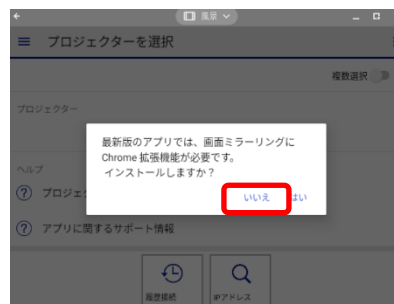 風景
プロジェクターを選択
複数選択
プロジェクター
最新版のアプリでは、画面ミラーリングに
Chrome 拡張機能が必要です。
インストールしますか？
いいえ はい
ヘルプ
プロジェ
アプリに関するサポート情報
履歴接続 IPアドレス